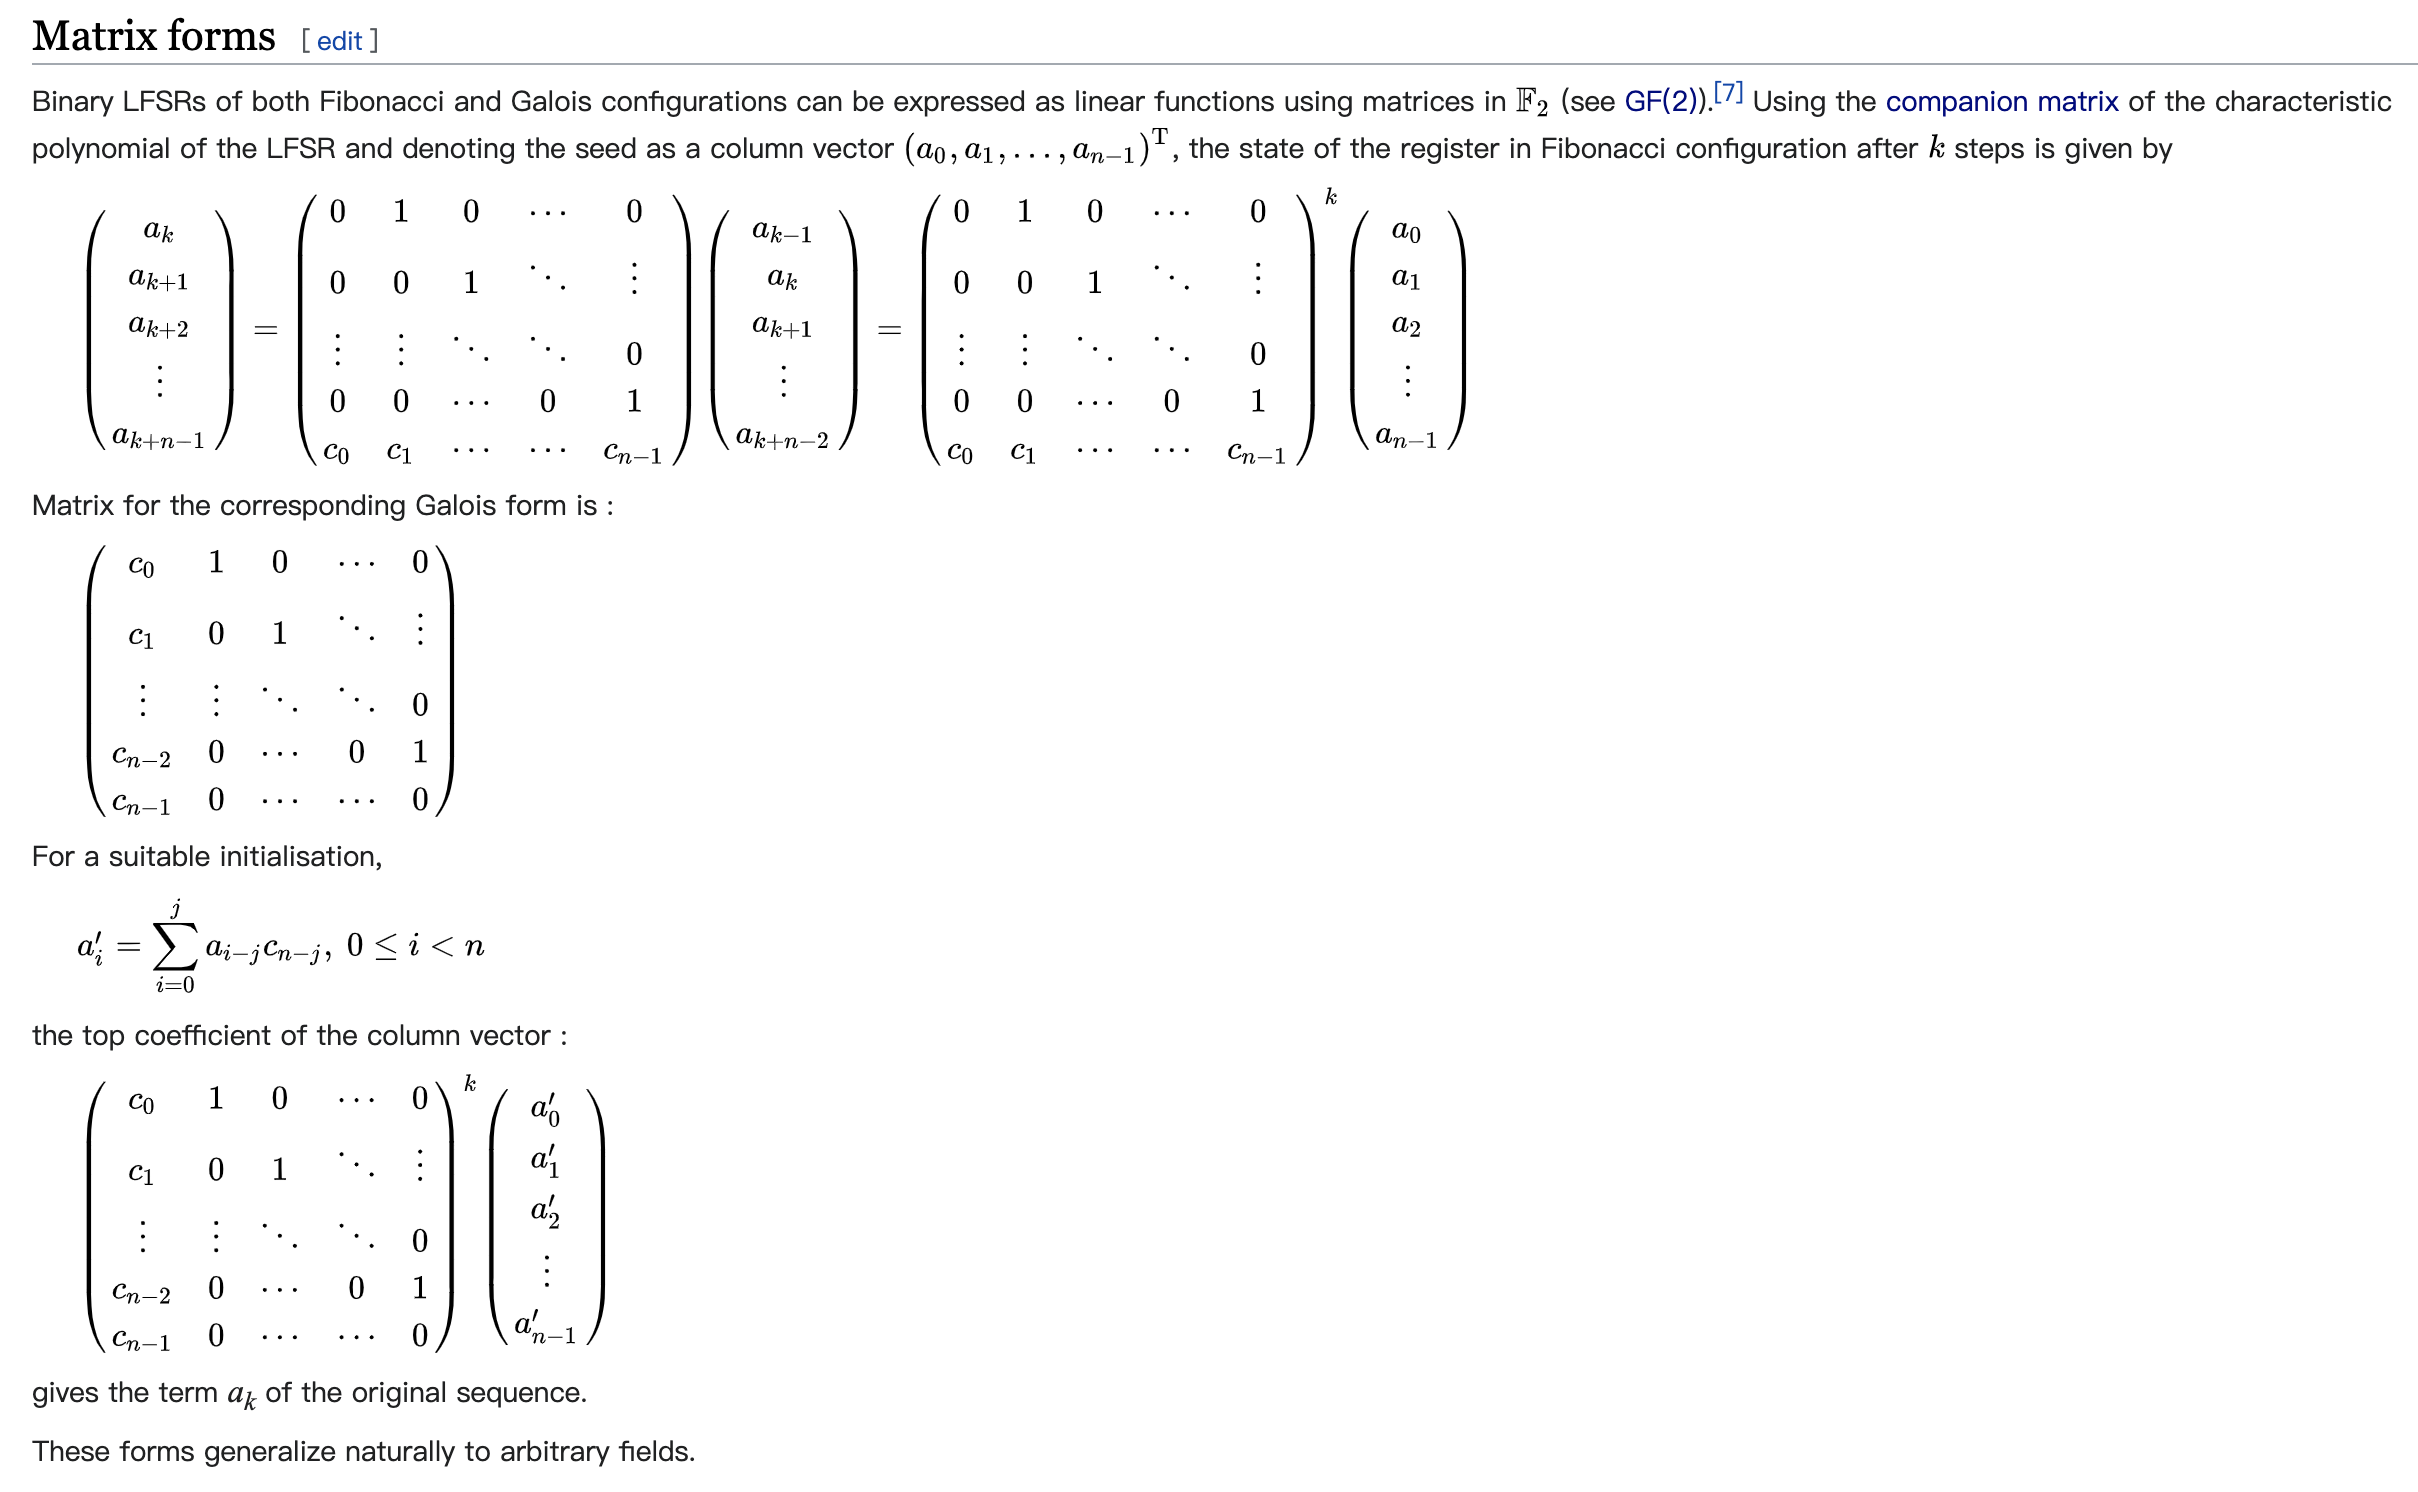 Matrix forms [ edit ]
Binary LFSRs of both Fibonacci and Galois configurations can be expressed as linear functions using matrices in 𝔽₂ (see GF(2)).[7] Using the companion matrix of the characteristic
polynomial of the LFSR and denoting the seed as a column vector $(a_0, a_1, \ldots, a_{n-1})^{\mathrm{T}}$, the state of the register in Fibonacci configuration after $k$ steps is given by
$\begin{pmatrix} a_k \\ a_{k+1} \\ a_{k+2} \\ \vdots \\ a_{k+n-1} \end{pmatrix} = \begin{pmatrix} 0 & 1 & 0 & \cdots & 0 \\ 0 & 0 & 1 & \ddots & \vdots \\ \vdots & \vdots & \ddots & \ddots & 0 \\ 0 & 0 & \cdots & 0 & 1 \\ c_0 & c_1 & \cdots & \cdots & c_{n-1} \end{pmatrix} \begin{pmatrix} a_{k-1} \\ a_k \\ a_{k+1} \\ \vdots \\ a_{k+n-2} \end{pmatrix} = \begin{pmatrix} 0 & 1 & 0 & \cdots & 0 \\ 0 & 0 & 1 & \ddots & \vdots \\ \vdots & \vdots & \ddots & \ddots & 0 \\ 0 & 0 & \cdots & 0 & 1 \\ c_0 & c_1 & \cdots & \cdots & c_{n-1} \end{pmatrix}^k \begin{pmatrix} a_0 \\ a_1 \\ a_2 \\ \vdots \\ a_{n-1} \end{pmatrix}$
Matrix for the corresponding Galois form is :
$\begin{pmatrix} c_0 & 1 & 0 & \cdots & 0 \\ c_1 & 0 & 1 & \ddots & \vdots \\ \vdots & \vdots & \ddots & \ddots & 0 \\ c_{n-2} & 0 & \cdots & 0 & 1 \\ c_{n-1} & 0 & \cdots & \cdots & 0 \end{pmatrix}$
For a suitable initialisation,
$a'_i = \sum_{i=0}^{j} a_{i-j} c_{n-j},\ 0 \leq i < n$
the top coefficient of the column vector :
$\begin{pmatrix} c_0 & 1 & 0 & \cdots & 0 \\ c_1 & 0 & 1 & \ddots & \vdots \\ \vdots & \vdots & \ddots & \ddots & 0 \\ c_{n-2} & 0 & \cdots & 0 & 1 \\ c_{n-1} & 0 & \cdots & \cdots & 0 \end{pmatrix}^k \begin{pmatrix} a'_0 \\ a'_1 \\ a'_2 \\ \vdots \\ a'_{n-1} \end{pmatrix}$
gives the term $a_k$ of the original sequence.
These forms generalize naturally to arbitrary fields.